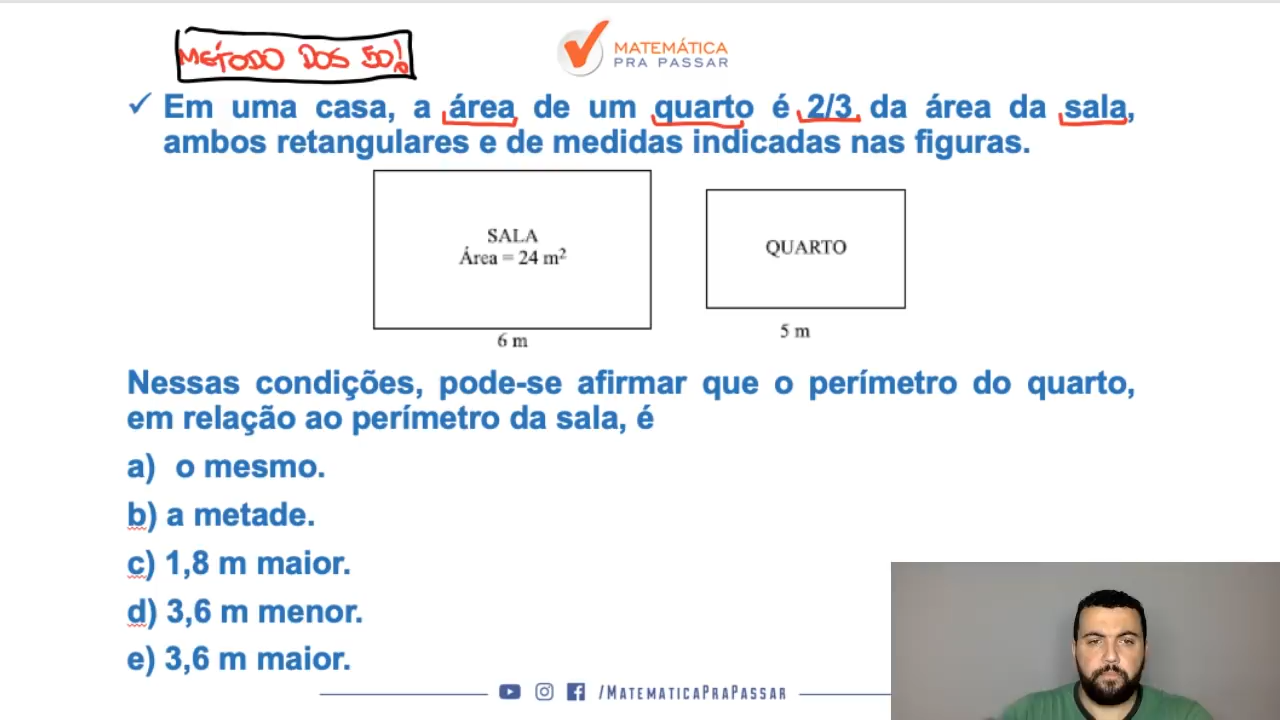 MÉTODO DOS 50!
MATEMÁTICA
PRA PASSAR
✓ Em uma casa, a área de um quarto é 2/3 da área da sala,
ambos retangulares e de medidas indicadas nas figuras.
SALA
Área = 24 m²
6 m
QUARTO
5 m
Nessas condições, pode-se afirmar que o perímetro do quarto,
em relação ao perímetro da sala, é
a) o mesmo.
b) a metade.
c) 1,8 m maior.
d) 3,6 m menor.
e) 3,6 m maior.
/MATEMATICAPRAPASSAR